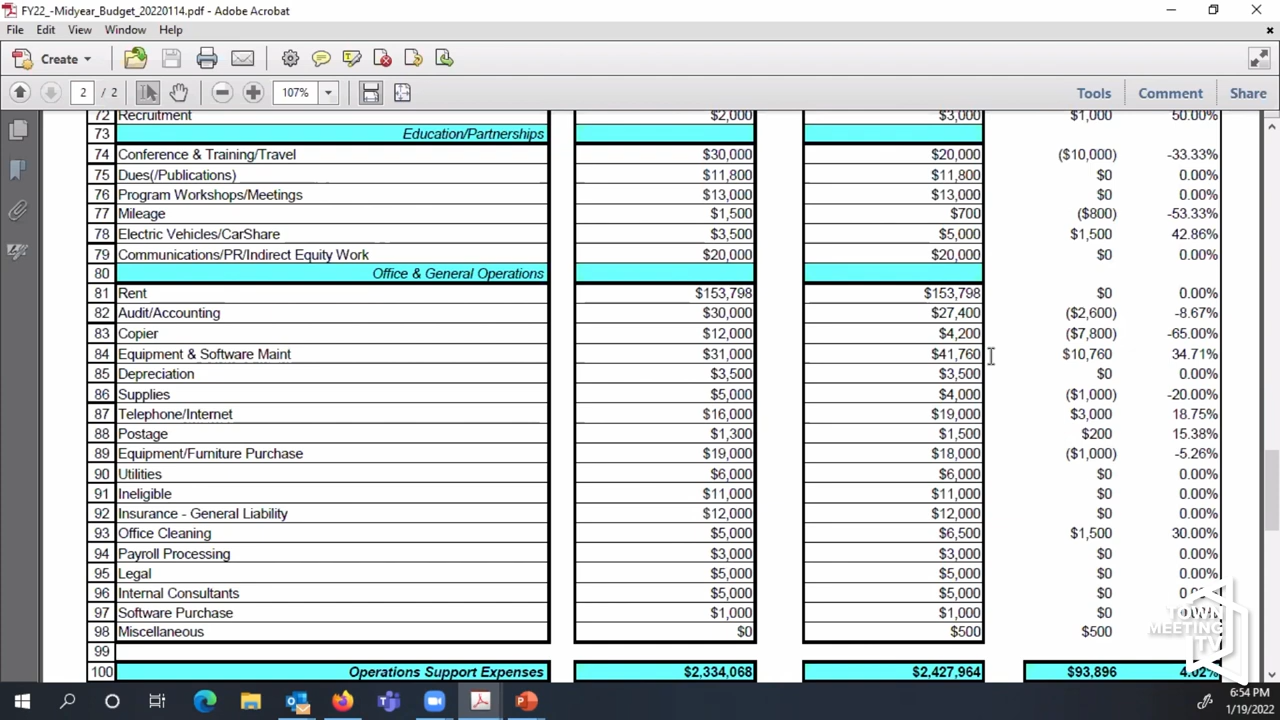 FY22_-Midyear_Budget_20220114.pdf - Adobe Acrobat
File Edit View Window Help
Create
2 / 2 107% Tools Comment Share
72 Recruitment $2,000 $3,000 $1,000 50.00%
73 Education/Partnerships
74 Conference & Training/Travel $30,000 $20,000 ($10,000) -33.33%
75 Dues(/Publications) $11,800 $11,800 $0 0.00%
76 Program Workshops/Meetings $13,000 $13,000 $0 0.00%
77 Mileage $1,500 $700 ($800) -53.33%
78 Electric Vehicles/CarShare $3,500 $5,000 $1,500 42.86%
79 Communications/PR/Indirect Equity Work $20,000 $20,000 $0 0.00%
80 Office & General Operations
81 Rent $153,798 $153,798 $0 0.00%
82 Audit/Accounting $30,000 $27,400 ($2,600) -8.67%
83 Copier $12,000 $4,200 ($7,800) -65.00%
84 Equipment & Software Maint $31,000 $41,760 $10,760 34.71%
85 Depreciation $3,500 $3,500 $0 0.00%
86 Supplies $5,000 $4,000 ($1,000) -20.00%
87 Telephone/Internet $16,000 $19,000 $3,000 18.75%
88 Postage $1,300 $1,500 $200 15.38%
89 Equipment/Furniture Purchase $19,000 $18,000 ($1,000) -5.26%
90 Utilities $6,000 $6,000 $0 0.00%
91 Ineligible $11,000 $11,000 $0 0.00%
92 Insurance - General Liability $12,000 $12,000 $0 0.00%
93 Office Cleaning $5,000 $6,500 $1,500 30.00%
94 Payroll Processing $3,000 $3,000 $0 0.00%
95 Legal $5,000 $5,000 $0 0.00%
96 Internal Consultants $5,000 $5,000 $0
97 Software Purchase $1,000 $1,000 $0
98 Miscellaneous $0 $500 $500
99
100 Operations Support Expenses $2,334,068 $2,427,964 $93,896 4.02%
TOWN
MEETING
TV
6:54 PM
1/19/2022